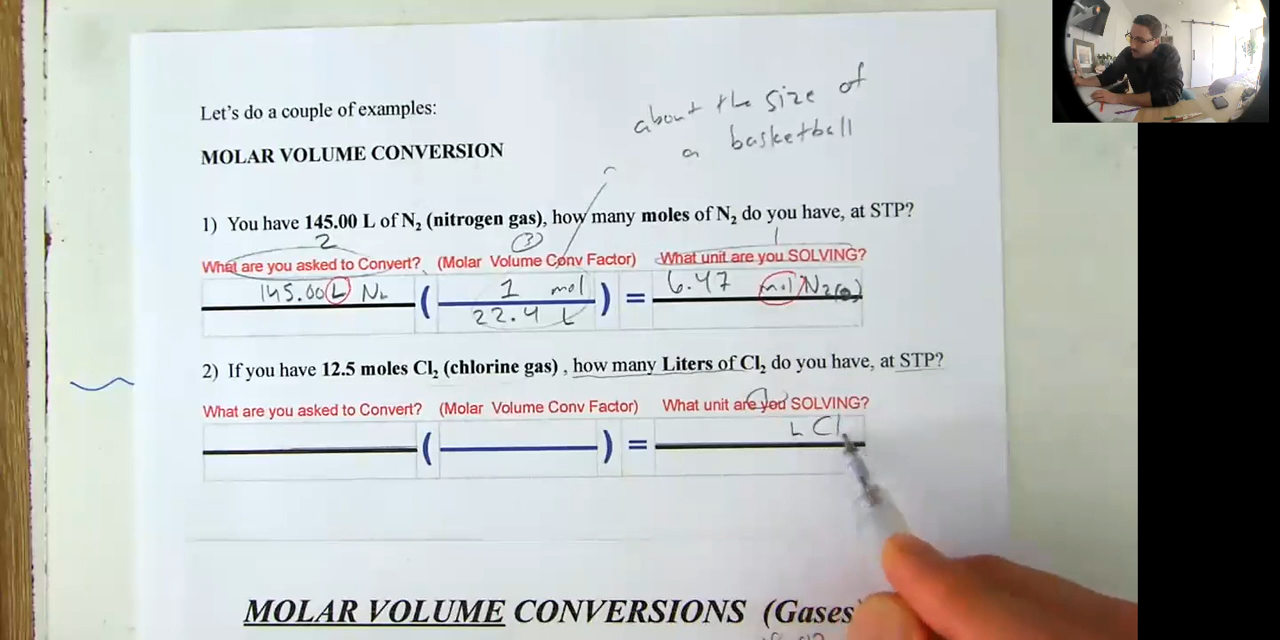 Let's do a couple of examples:
about the size of
a basketball
MOLAR VOLUME CONVERSION
1) You have 145.00 L of N₂ (nitrogen gas), how many moles of N₂ do you have, at STP?
2 3 1
What are you asked to Convert? (Molar Volume Conv Factor) What unit are you SOLVING?
145.00 L N₂ ( 1 mol ) = 6.47 mol N₂(g)
22.4 L
2) If you have 12.5 moles Cl₂ (chlorine gas) , how many Liters of Cl₂ do you have, at STP?
What are you asked to Convert? (Molar Volume Conv Factor) What unit are you SOLVING?
( ) = L Cl
MOLAR VOLUME CONVERSIONS (Gases